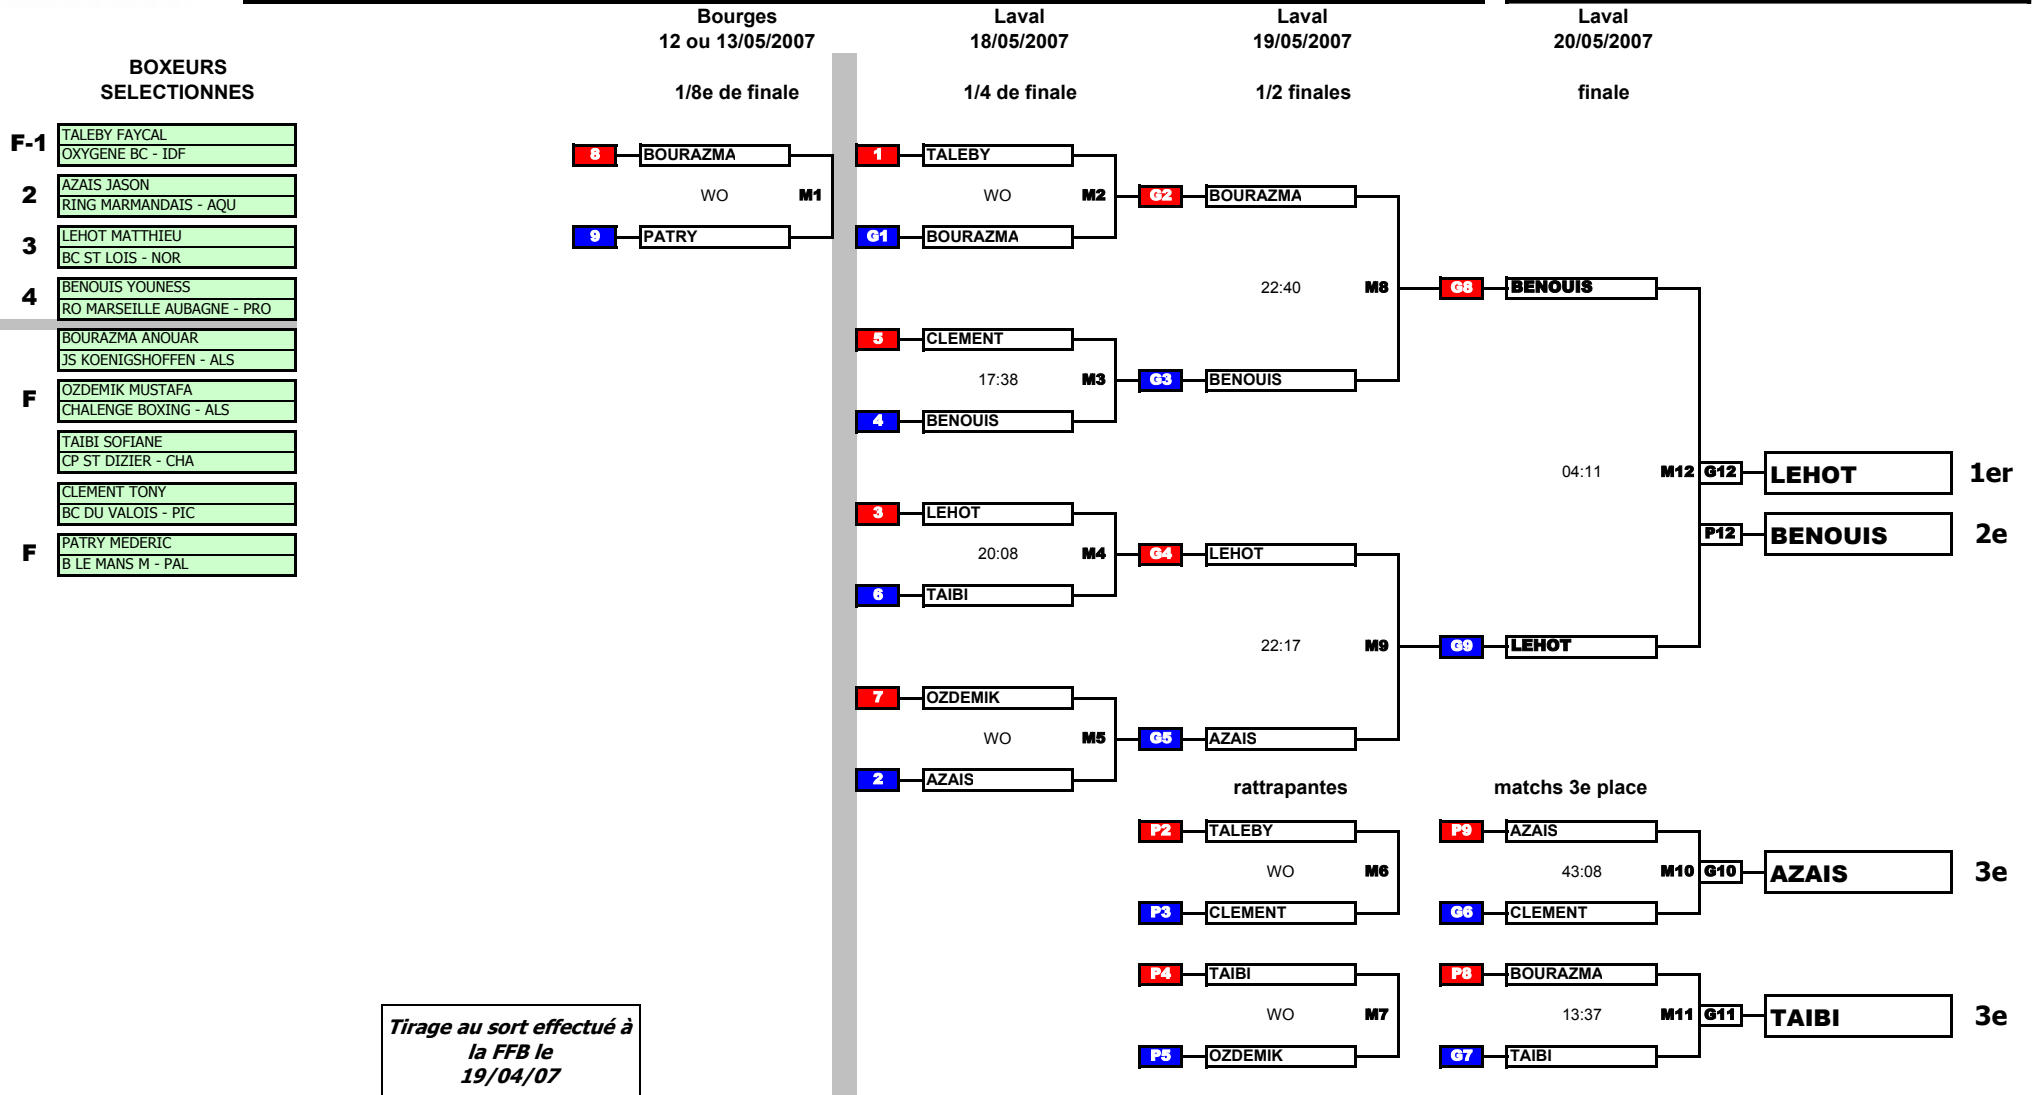 Bourges
12 ou 13/05/2007
1/8e de finale
Laval
18/05/2007
1/4 de finale
Laval
19/05/2007
1/2 finales
Laval
20/05/2007
finale
BOXEURS
SELECTIONNES
F-1
TALEBY FAYCAL
OXYGENE BC - IDF
2
AZAIS JASON
RING MARMANDAIS - AQU
3
LEHOT MATTHIEU
BC ST LOIS - NOR
4
BENOUIS YOUNESS
RO MARSEILLE AUBAGNE - PRO
BOURAZMA ANOUAR
JS KOENIGSHOFFEN - ALS
F
OZDEMIK MUSTAFA
CHALENGE BOXING - ALS
TAIBI SOFIANE
CP ST DIZIER - CHA
CLEMENT TONY
BC DU VALOIS - PIC
F
PATRY MEDERIC
B LE MANS M - PAL
8 BOURAZMA
WO M1
9 PATRY
1 TALEBY
WO M2
G1 BOURAZMA
5 CLEMENT
17:38 M3
4 BENOUIS
3 LEHOT
20:08 M4
6 TAIBI
7 OZDEMIK
WO M5
2 AZAIS
G2 BOURAZMA
22:40 M8
G3 BENOUIS
G4 LEHOT
22:17 M9
G5 AZAIS
G8 BENOUIS
04:11 M12
G9 LEHOT
G12 LEHOT 1er
P12 BENOUIS 2e
rattrapantes
P2 TALEBY
WO M6
P3 CLEMENT
P4 TAIBI
WO M7
P5 OZDEMIK
matchs 3e place
P9 AZAIS
43:08 M10
G6 CLEMENT
G10 AZAIS 3e
P8 BOURAZMA
13:37 M11
G7 TAIBI
G11 TAIBI 3e
Tirage au sort effectué à
la FFB le
19/04/07